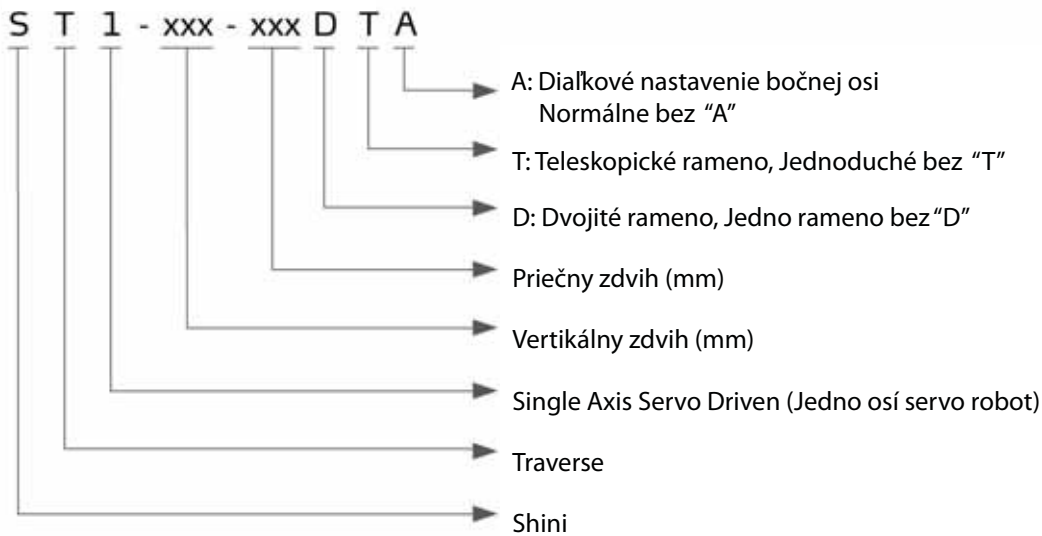 S T 1 - xxx - xxx D T A
A: Diaľkové nastavenie bočnej osi
Normálne bez “A”
T: Teleskopické rameno, Jednoduché bez “T”
D: Dvojité rameno, Jedno rameno bez “D”
Priečny zdvih (mm)
Vertikálny zdvih (mm)
Single Axis Servo Driven (Jedno osí servo robot)
Traverse
Shini